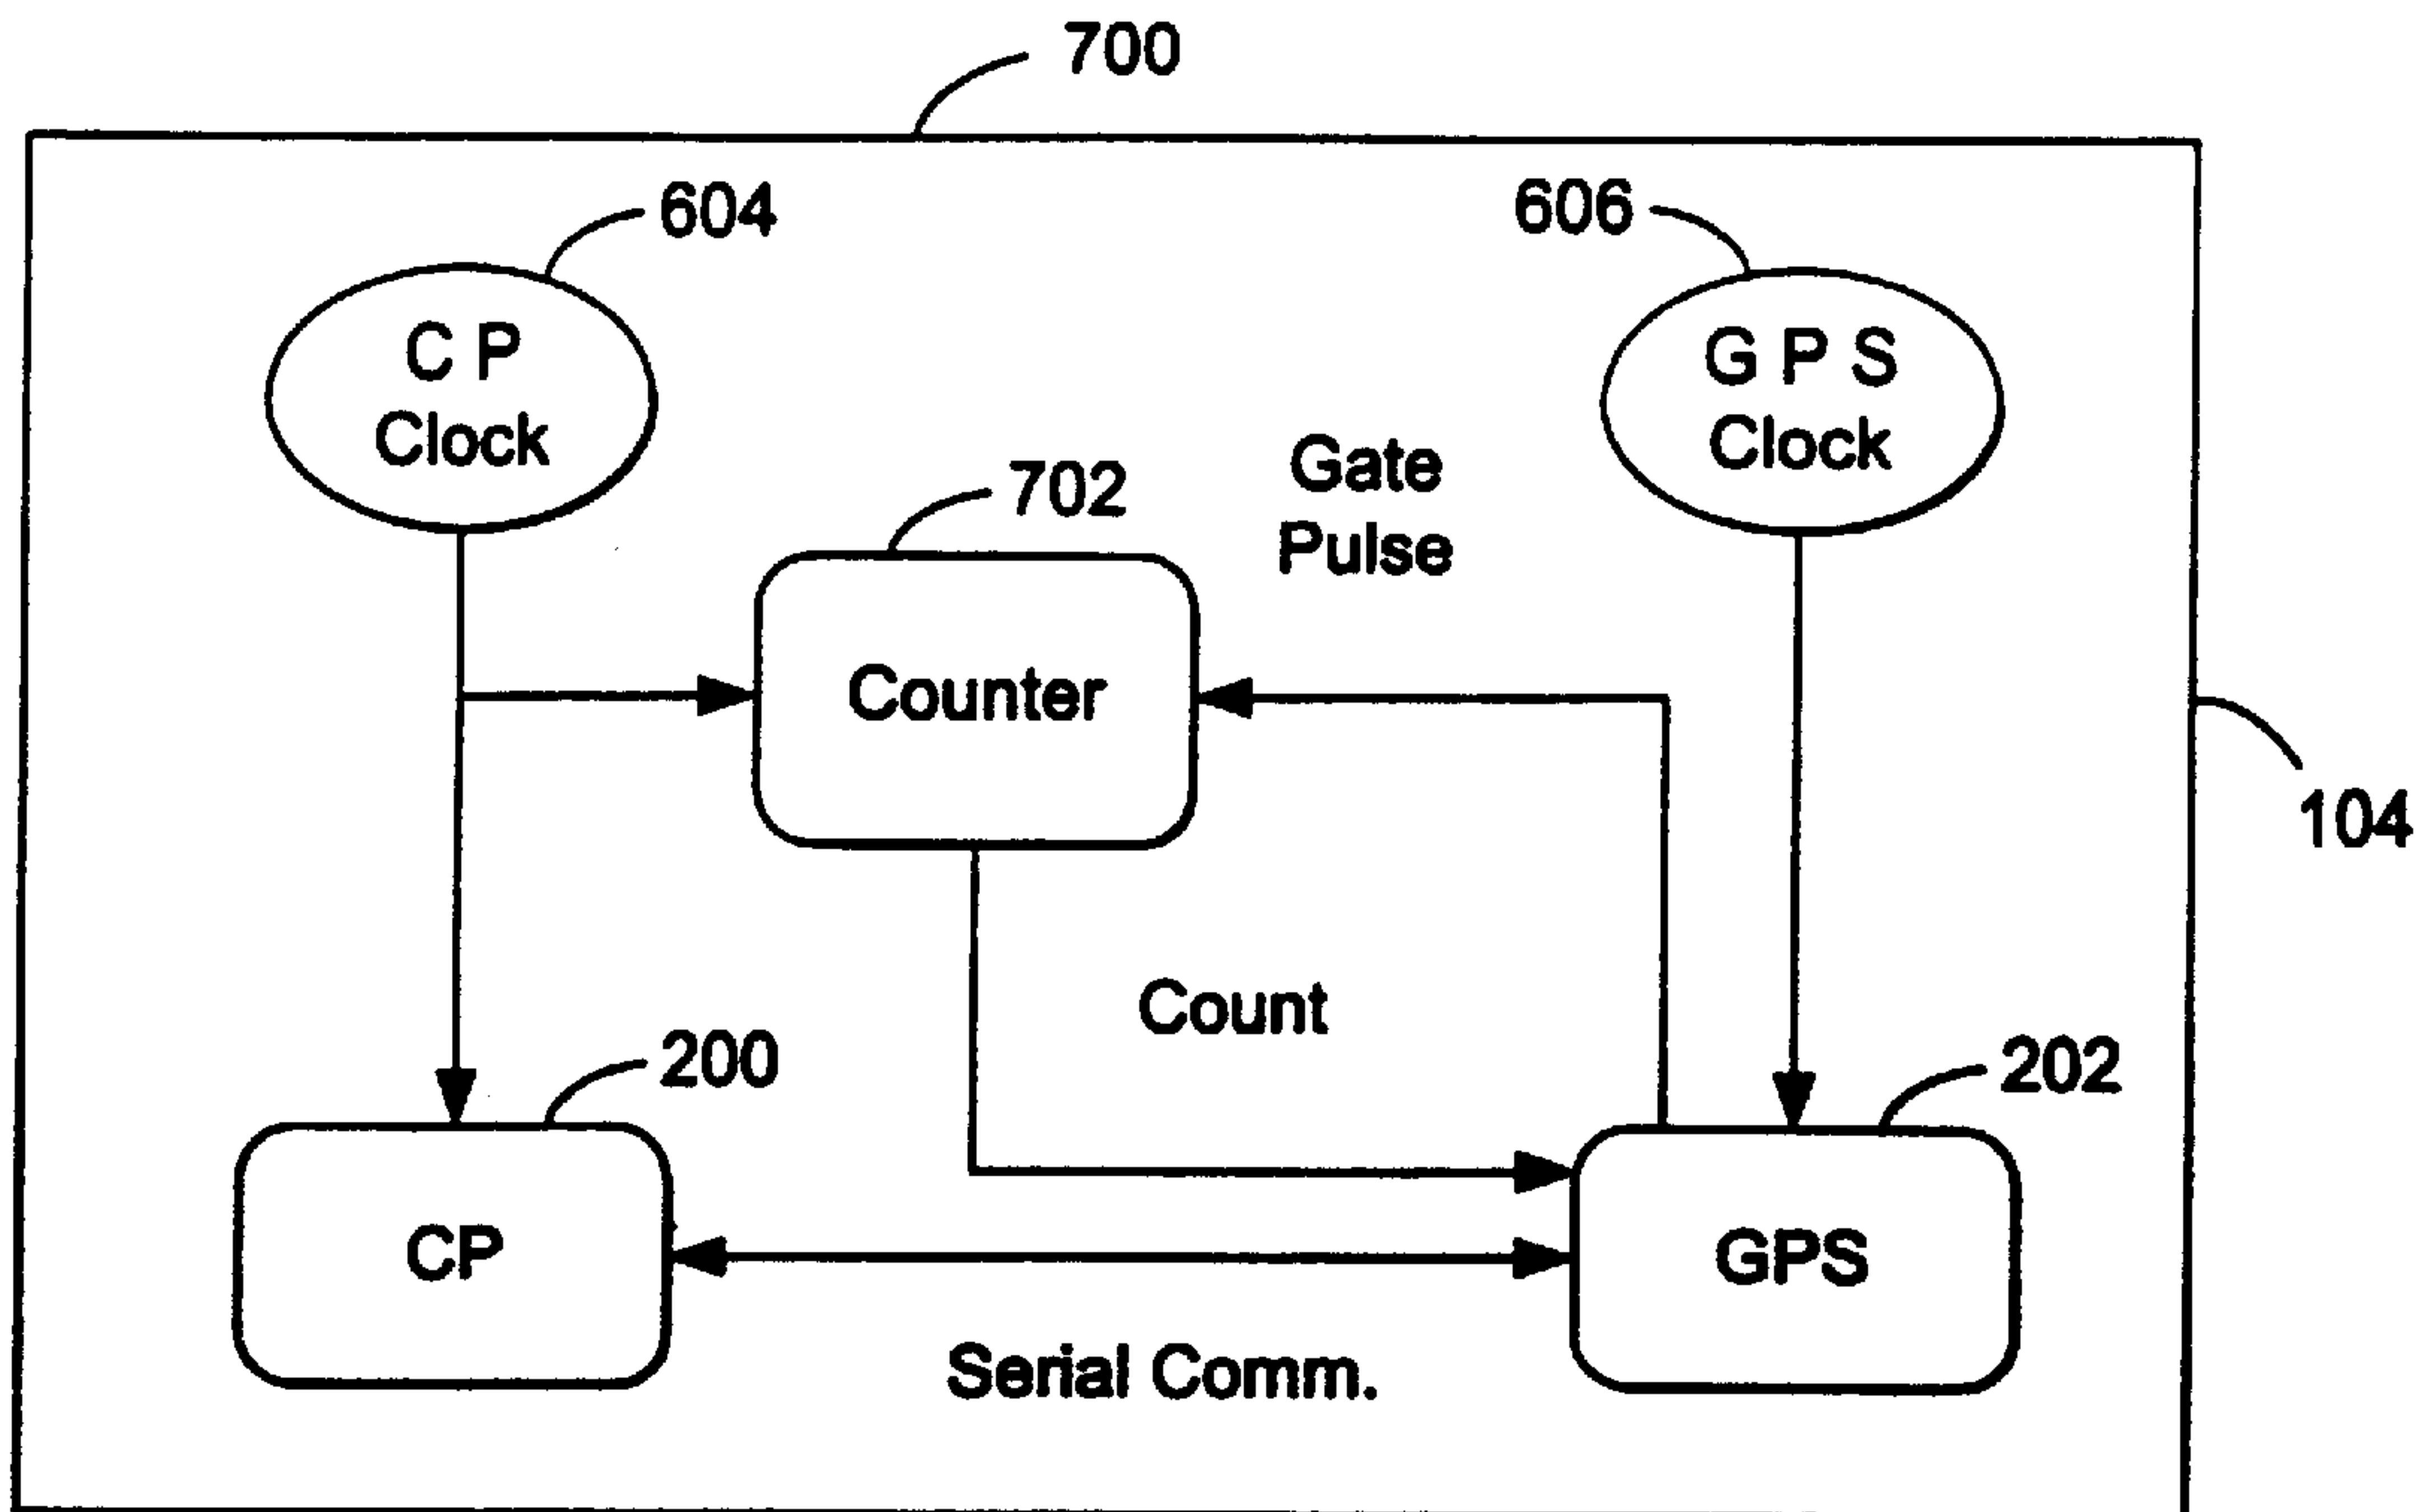 700
604
606
C P
Clock
G P S
Clock
702
Gate
Pulse
Counter
104
Count
200
202
CP
GPS
Serial Comm.